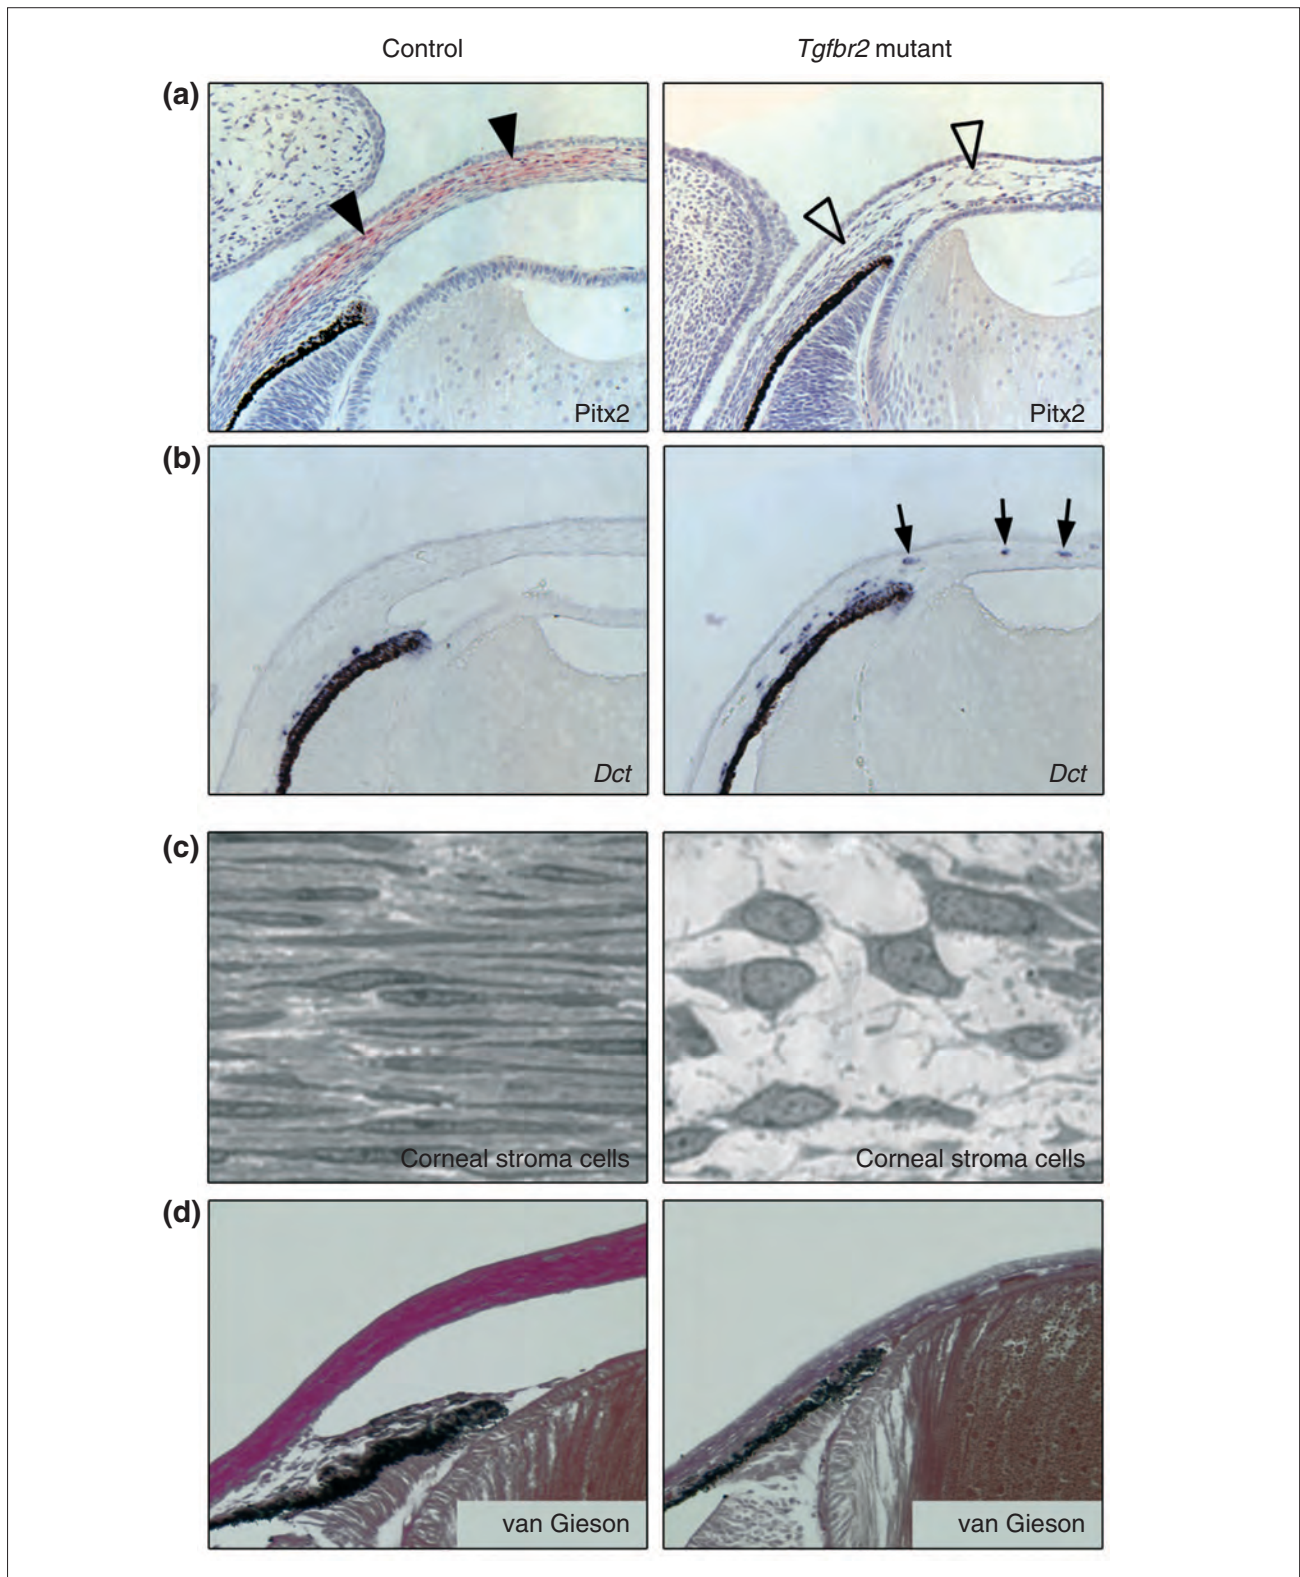 Control
Tgfbr2 mutant
(a)
Pitx2
Pitx2
(b)
Dct
Dct
(c)
Corneal stroma cells
Corneal stroma cells
(d)
van Gieson
van Gieson